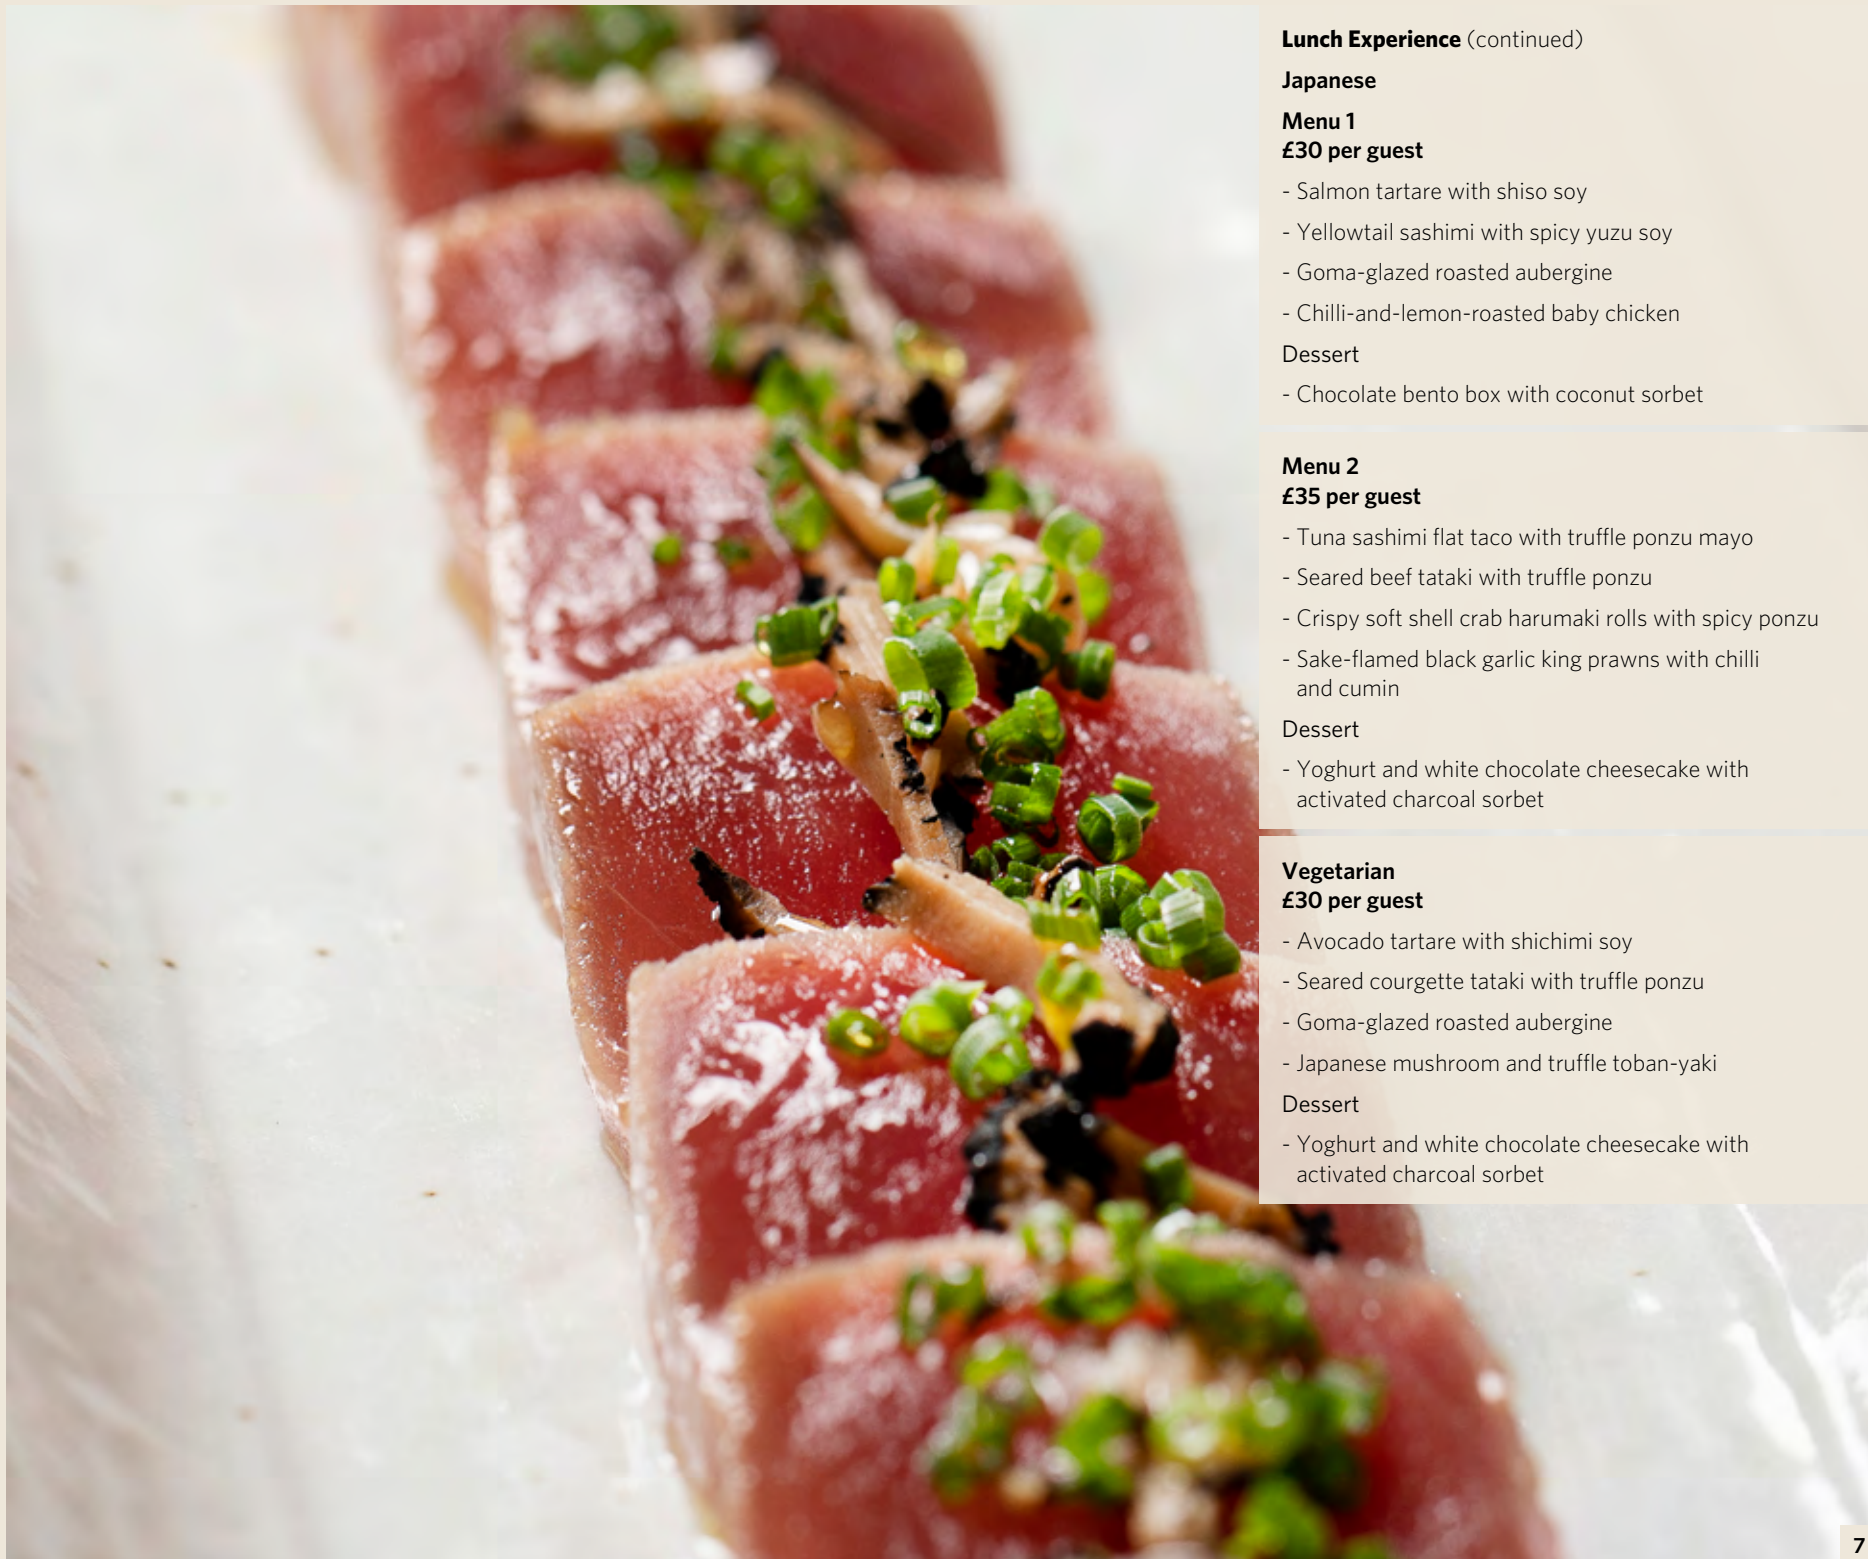 Lunch Experience (continued)
Japanese
Menu 1
£30 per guest
- Salmon tartare with shiso soy
- Yellowtail sashimi with spicy yuzu soy
- Goma-glazed roasted aubergine
- Chilli-and-lemon-roasted baby chicken
Dessert
- Chocolate bento box with coconut sorbet
Menu 2
£35 per guest
- Tuna sashimi flat taco with truffle ponzu mayo
- Seared beef tataki with truffle ponzu
- Crispy soft shell crab harumaki rolls with spicy ponzu
- Sake-flamed black garlic king prawns with chilli
and cumin
Dessert
- Yoghurt and white chocolate cheesecake with
activated charcoal sorbet
Vegetarian
£30 per guest
- Avocado tartare with shichimi soy
- Seared courgette tataki with truffle ponzu
- Goma-glazed roasted aubergine
- Japanese mushroom and truffle toban-yaki
Dessert
- Yoghurt and white chocolate cheesecake with
activated charcoal sorbet
7